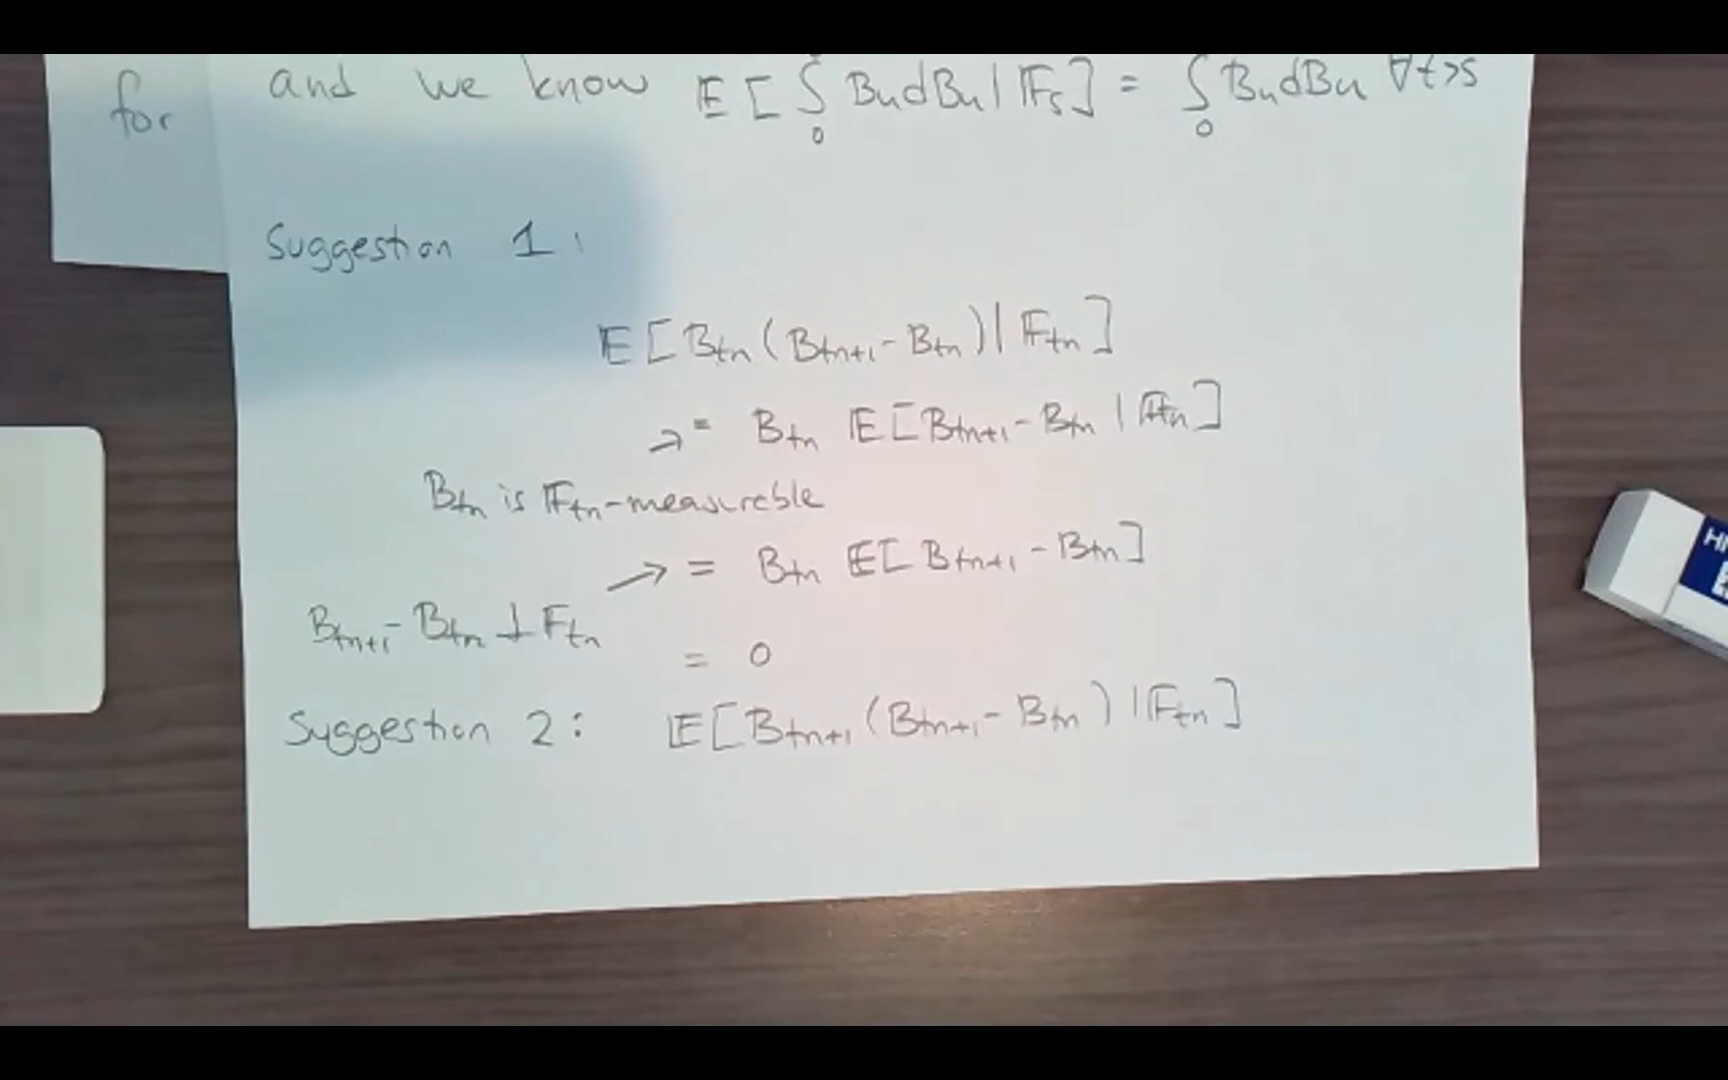 for
and we know 𝔼[∫₀ BudBu | 𝔽s] = ∫₀ BudBu ∀t>s
Suggestion 1:
𝔼[Btn (Btn+1 - Btn) | 𝔽tn]
→ = Btn 𝔼[Btn+1 - Btn | 𝔽tn]
Btn is 𝔽tn-measurable
→ = Btn 𝔼[Btn+1 - Btn]
Btn+1 - Btn ⊥ 𝔽tn
= 0
Suggestion 2: 𝔼[Btn+1 (Btn+1 - Btn) | 𝔽tn]